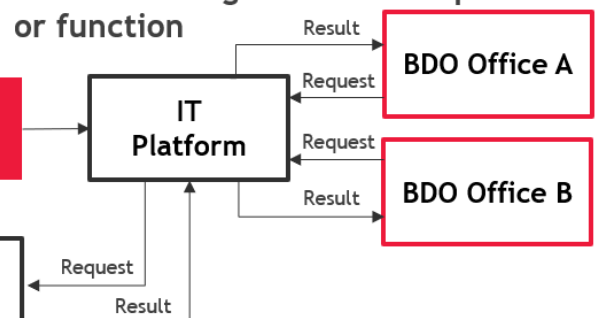 or function
Result
BDO Office A
Request
IT
Platform
Request
BDO Office B
Result
Request
Result